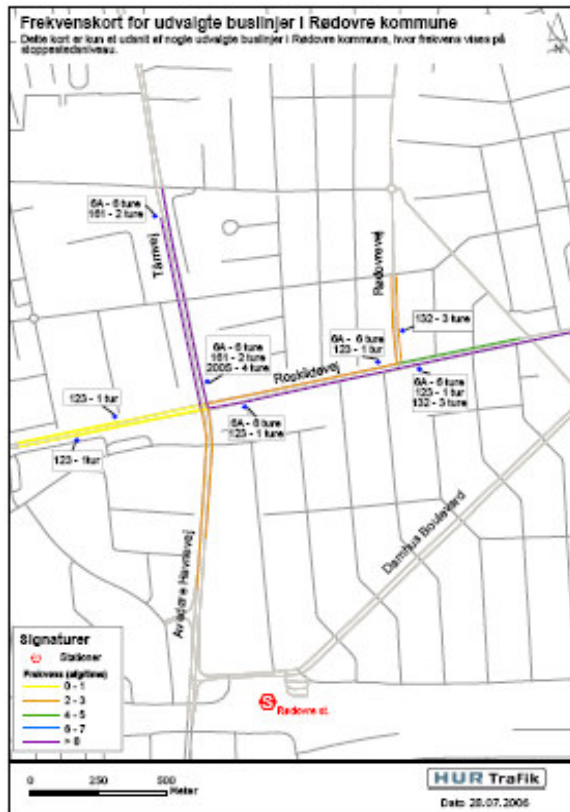 Frekvenskort for udvalgte buslinjer i Rødovre kommune
Dette kort er kun et udsnit af nogle udvalgte buslinjer i Rødovre kommune, hvor frekvens vises på
stoppestedsniveau.
6A - 6 ture
161 - 2 ture
Tårnvej
Rødovrevej
132 - 3 ture
6A - 6 ture
161 - 2 ture
200S - 4 ture
6A - 6 ture
123 - 1 tur
Roskildevej
123 - 1 tur
6A - 6 ture
123 - 1 tur
132 - 3 ture
6A - 6 ture
123 - 1 ture
123 - 1tur
Damhus Boulevard
Avedøre Havnevej
Signaturer
S
Stationer
Frekvens (afg/time)
0 - 1
2 - 3
4 - 5
6 - 7
> 8
S
Rødovre st.
0 250 500
Meter
HUR TraFik
Dato 28.07.2006